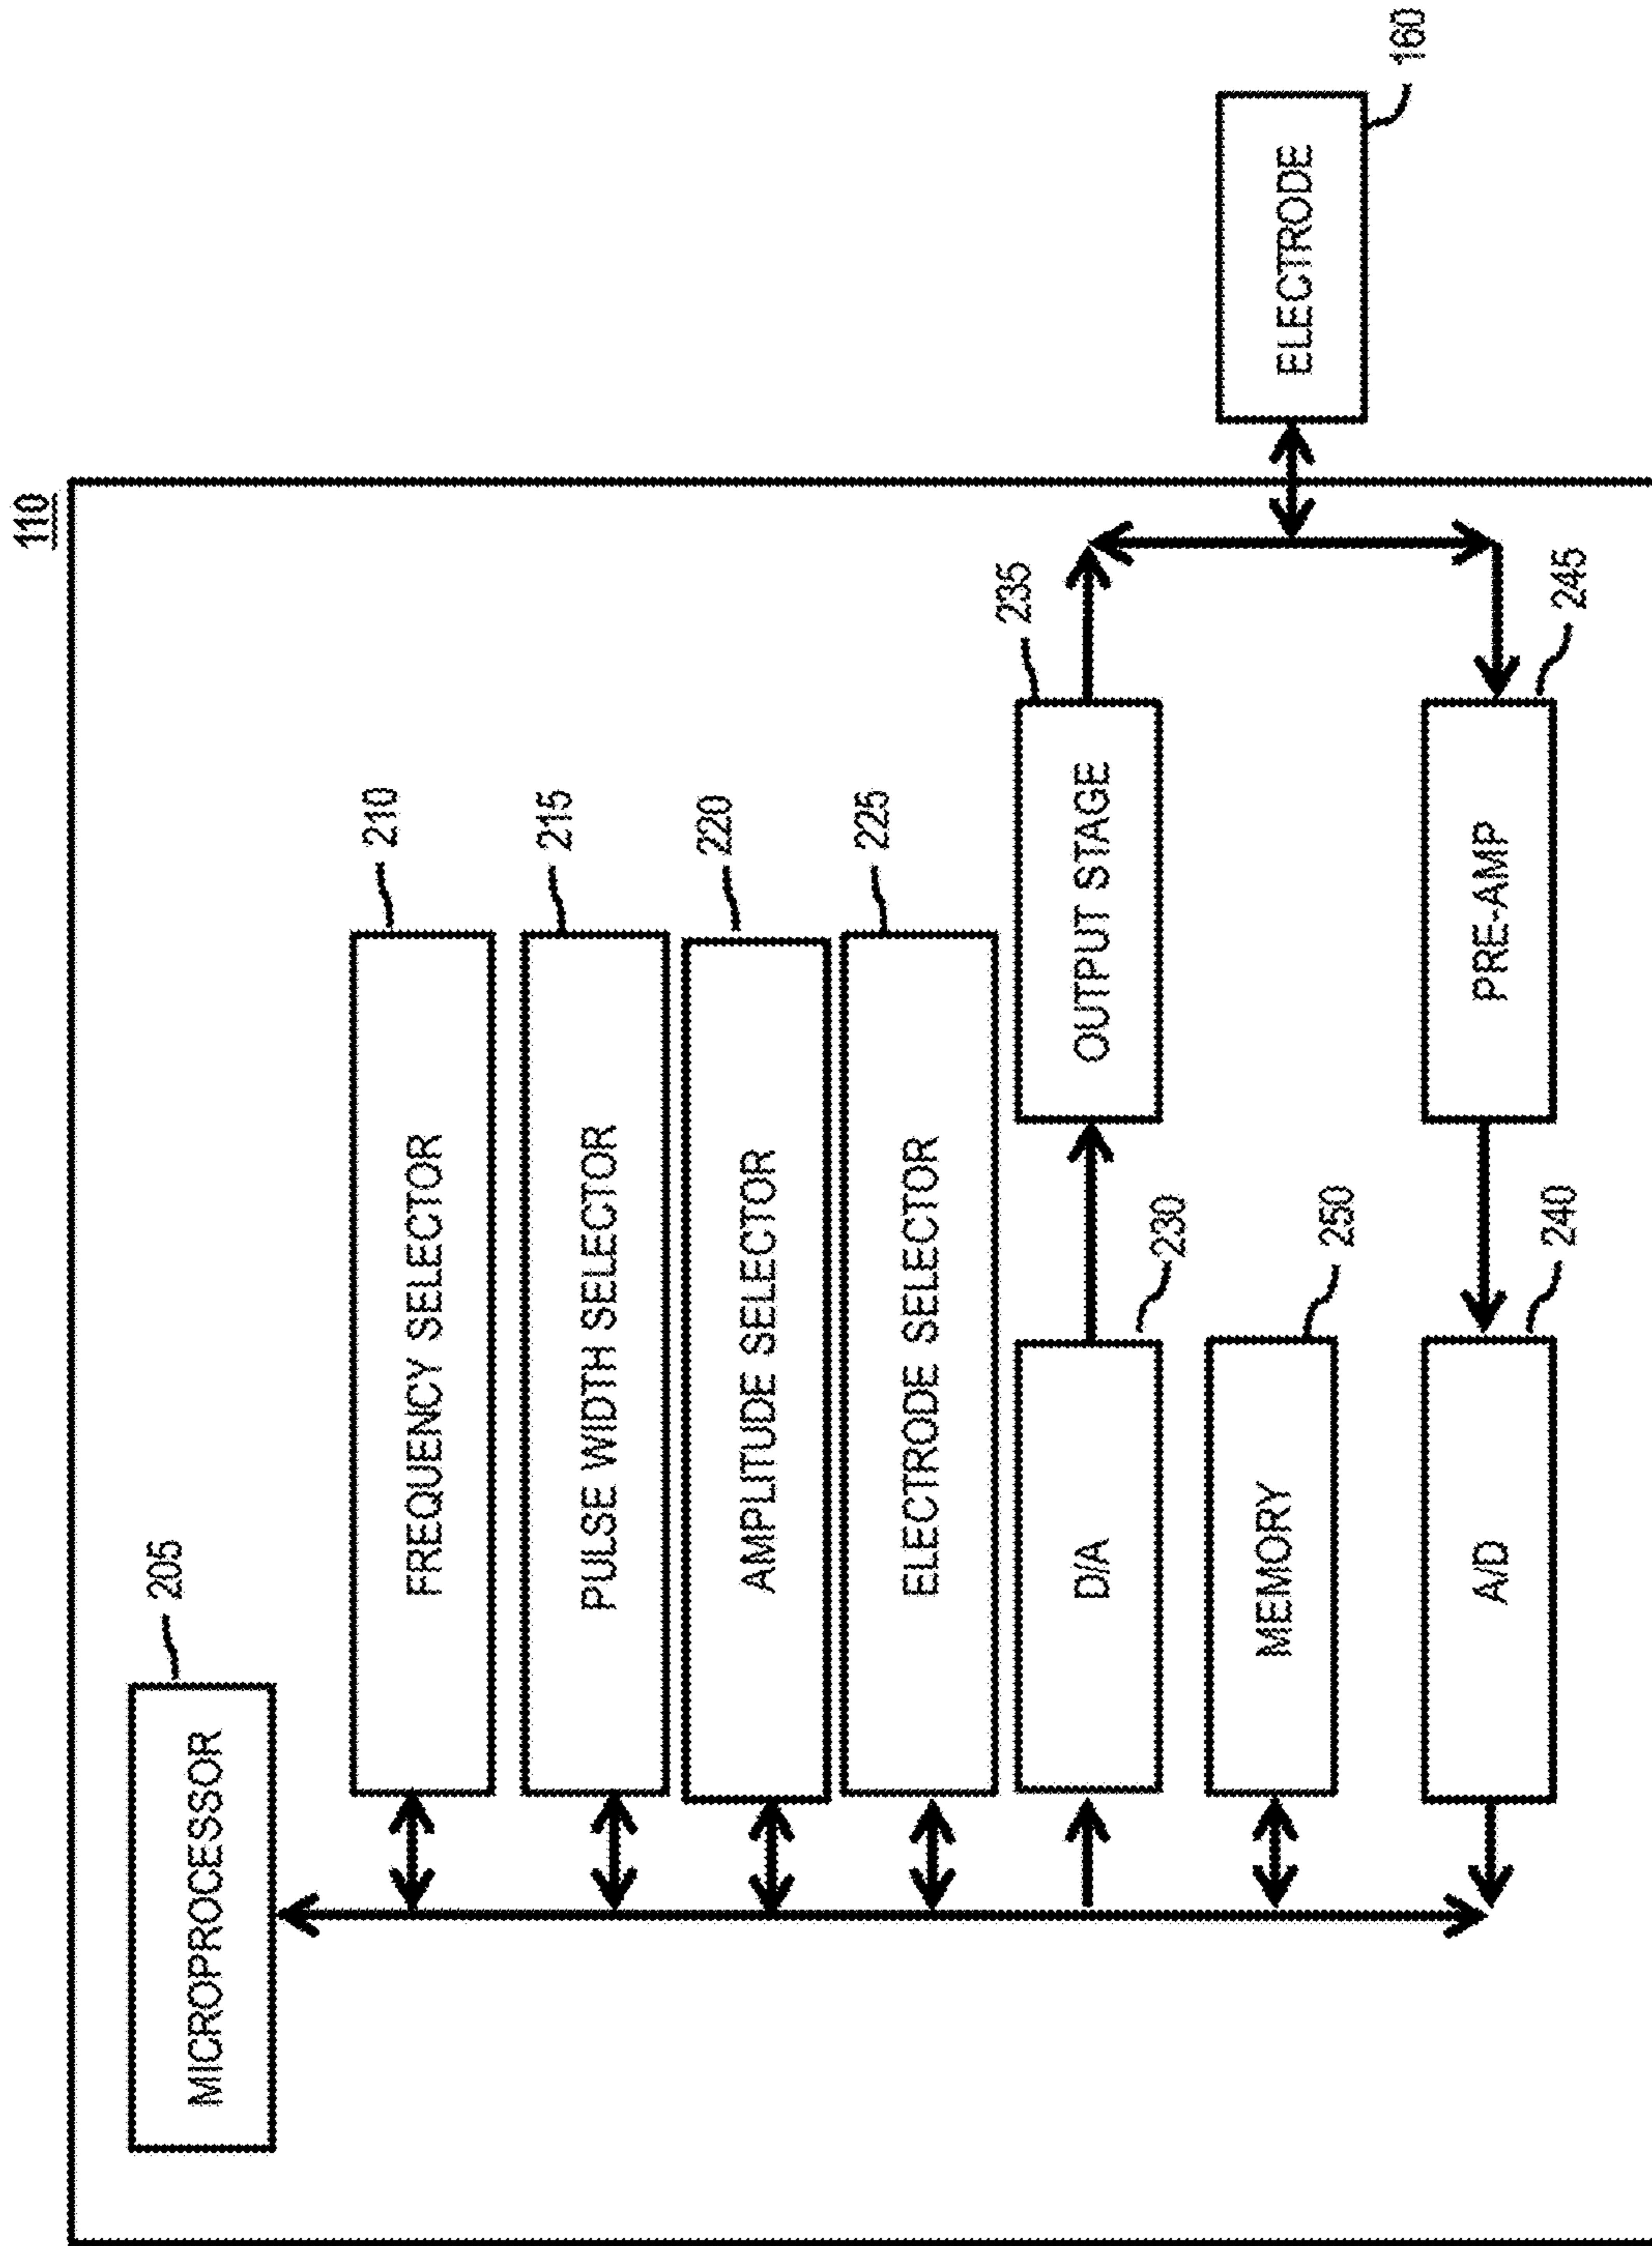 110
MICROPROCESSOR
205
FREQUENCY SELECTOR
210
PULSE WIDTH SELECTOR
215
AMPLITUDE SELECTOR
220
ELECTRODE SELECTOR
225
D/A
230
OUTPUT STAGE
235
MEMORY
250
ELECTRODE
160
A/D
240
PRE-AMP
245